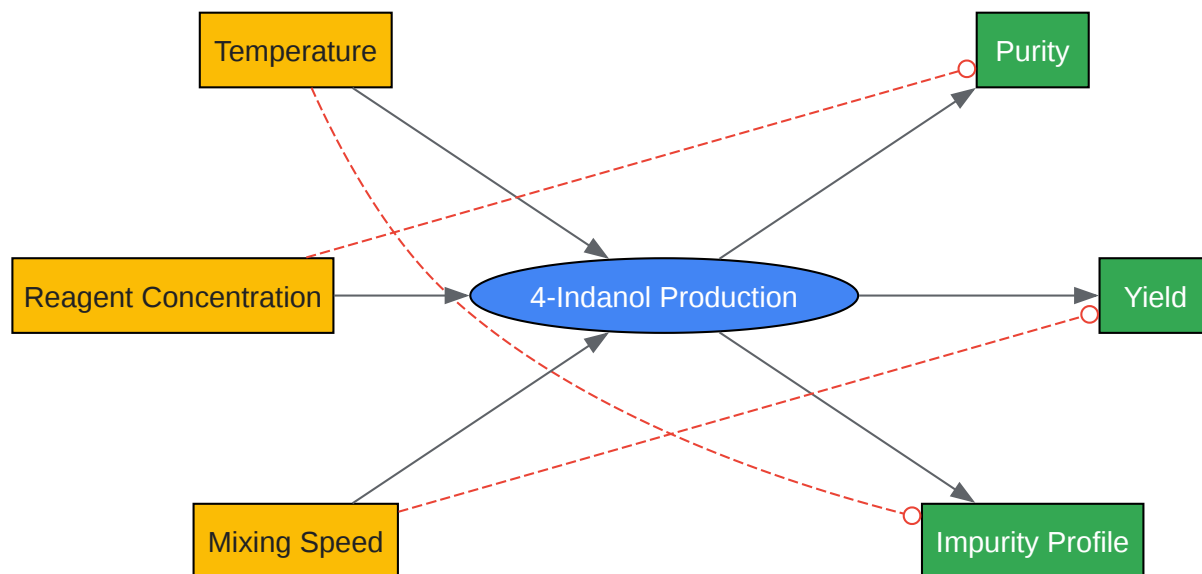 Temperature
Purity
Reagent Concentration
4-Indanol Production
Yield
Mixing Speed
Impurity Profile